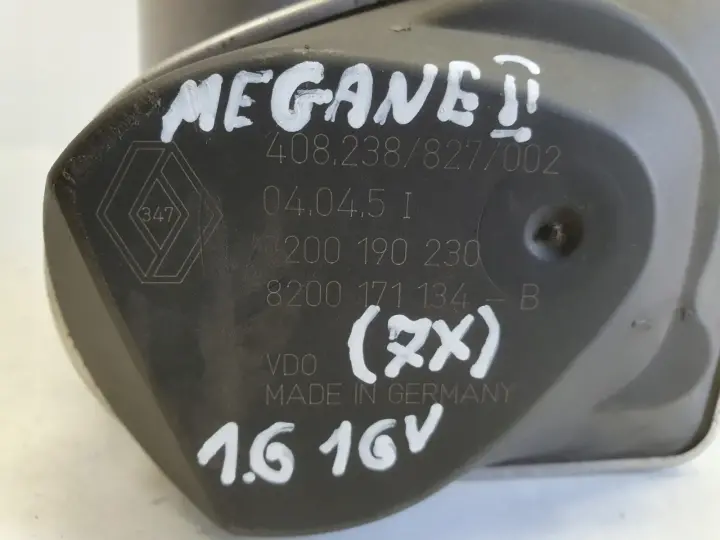 MEGANE II
408.238/827/002
347
04.04.5 I
200 190 230
8200 171 134 - B
(7X)
VDO
MADE IN GERMANY
1.6 16V